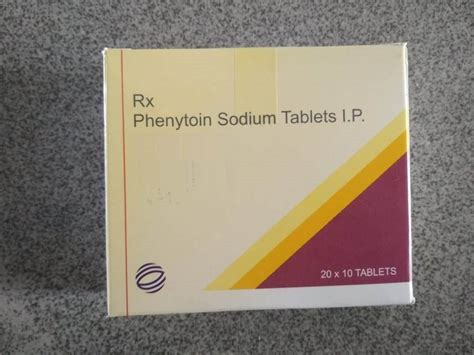 Rx
Phenytoin Sodium Tablets I.P.
20 x 10 TABLETS